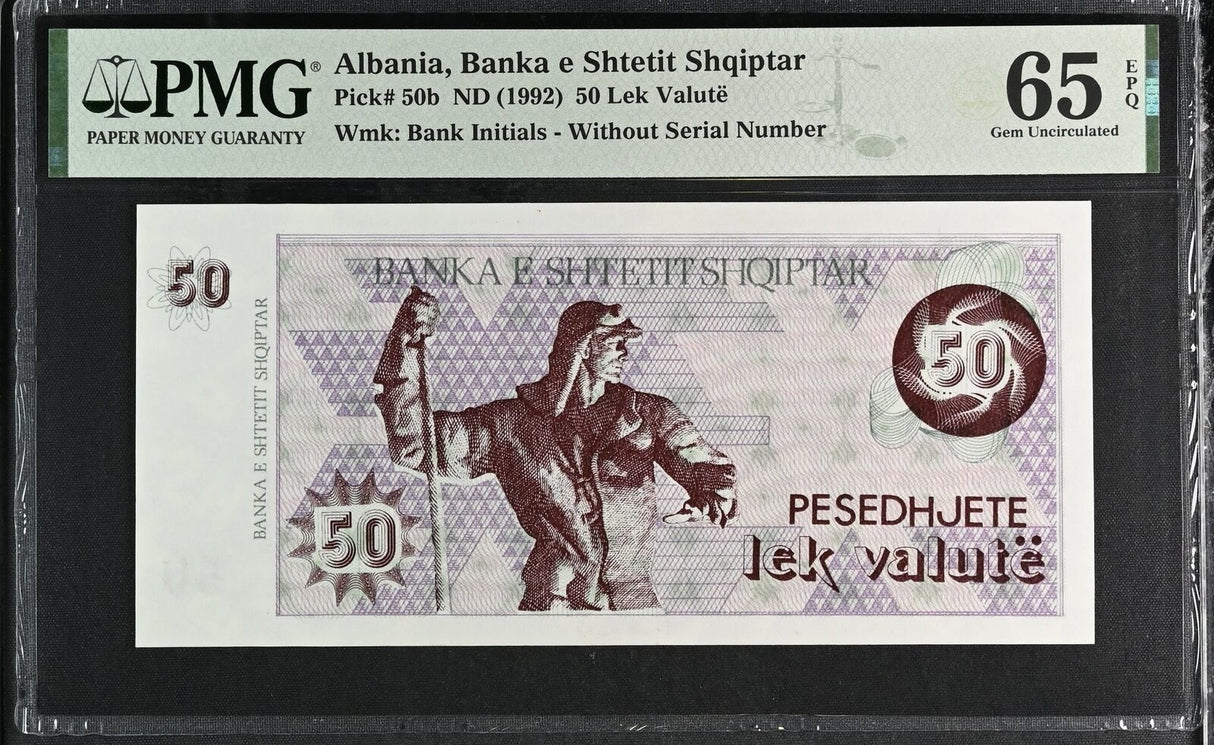 PMG®
PAPER MONEY GUARANTY
Albania, Banka e Shtetit Shqiptar
Pick# 50b ND (1992) 50 Lek Valutë
Wmk: Bank Initials - Without Serial Number
65
EPQ
Gem Uncirculated
50
BANKA E SHTETIT SHQIPTAR
BANKA E SHTETIT SHQIPTAR
50
50
PESEDHJETE
lek valutë